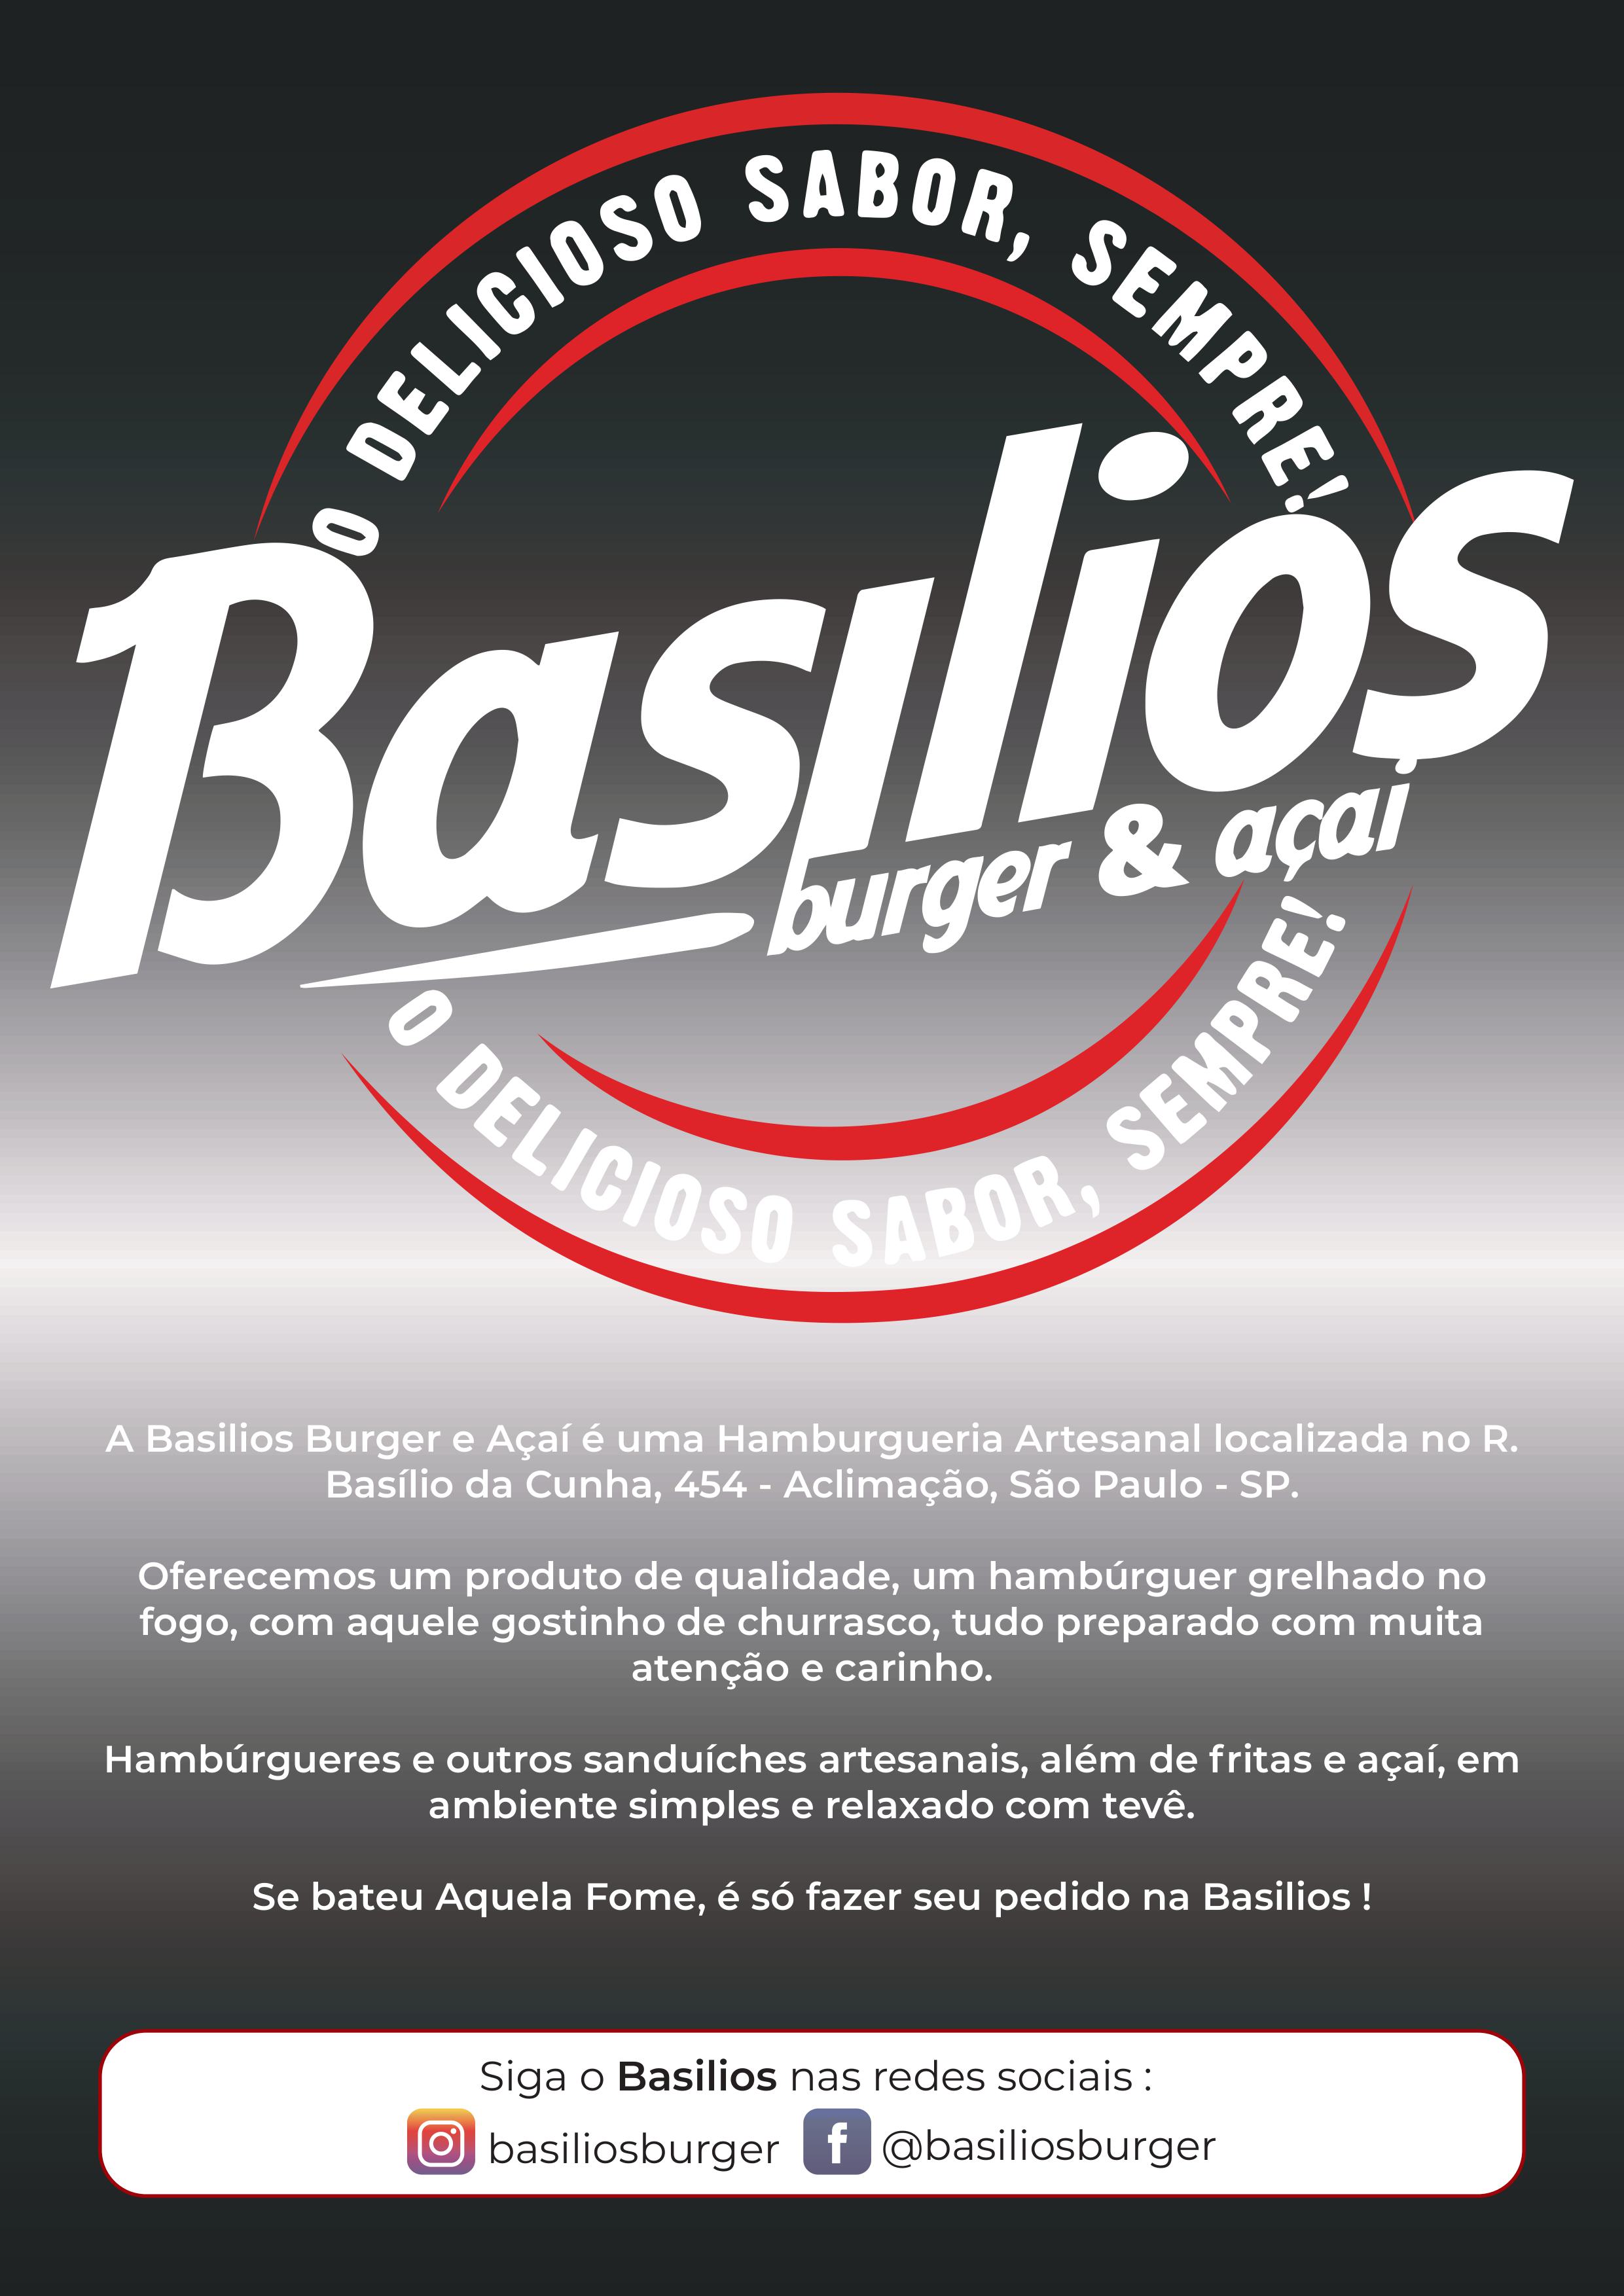 O DELICIOSO SABOR, SEMPRE!
Basilios
burger & açaí
O DELICIOSO SABOR, SEMPRE!
A Basilios Burger e Açaí é uma Hamburgueria Artesanal localizada no R.
Basílio da Cunha, 454 - Aclimação, São Paulo - SP.
Oferecemos um produto de qualidade, um hambúrguer grelhado no
fogo, com aquele gostinho de churrasco, tudo preparado com muita
atenção e carinho.
Hambúrgueres e outros sanduíches artesanais, além de fritas e açaí, em
ambiente simples e relaxado com tevê.
Se bateu Aquela Fome, é só fazer seu pedido na Basilios !
Siga o Basilios nas redes sociais :
basiliosburger @basiliosburger